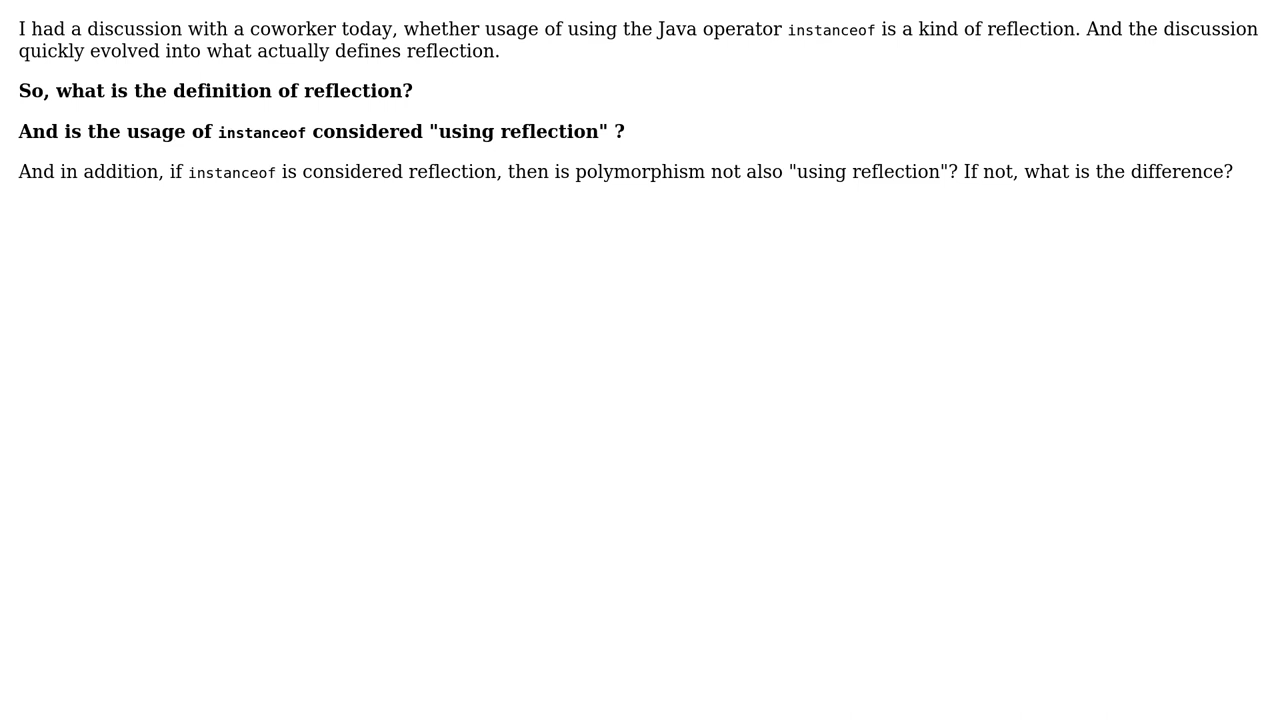 I had a discussion with a coworker today, whether usage of using the Java operator instanceof is a kind of reflection. And the discussion
quickly evolved into what actually defines reflection.
So, what is the definition of reflection?
And is the usage of instanceof considered "using reflection" ?
And in addition, if instanceof is considered reflection, then is polymorphism not also "using reflection"? If not, what is the difference?